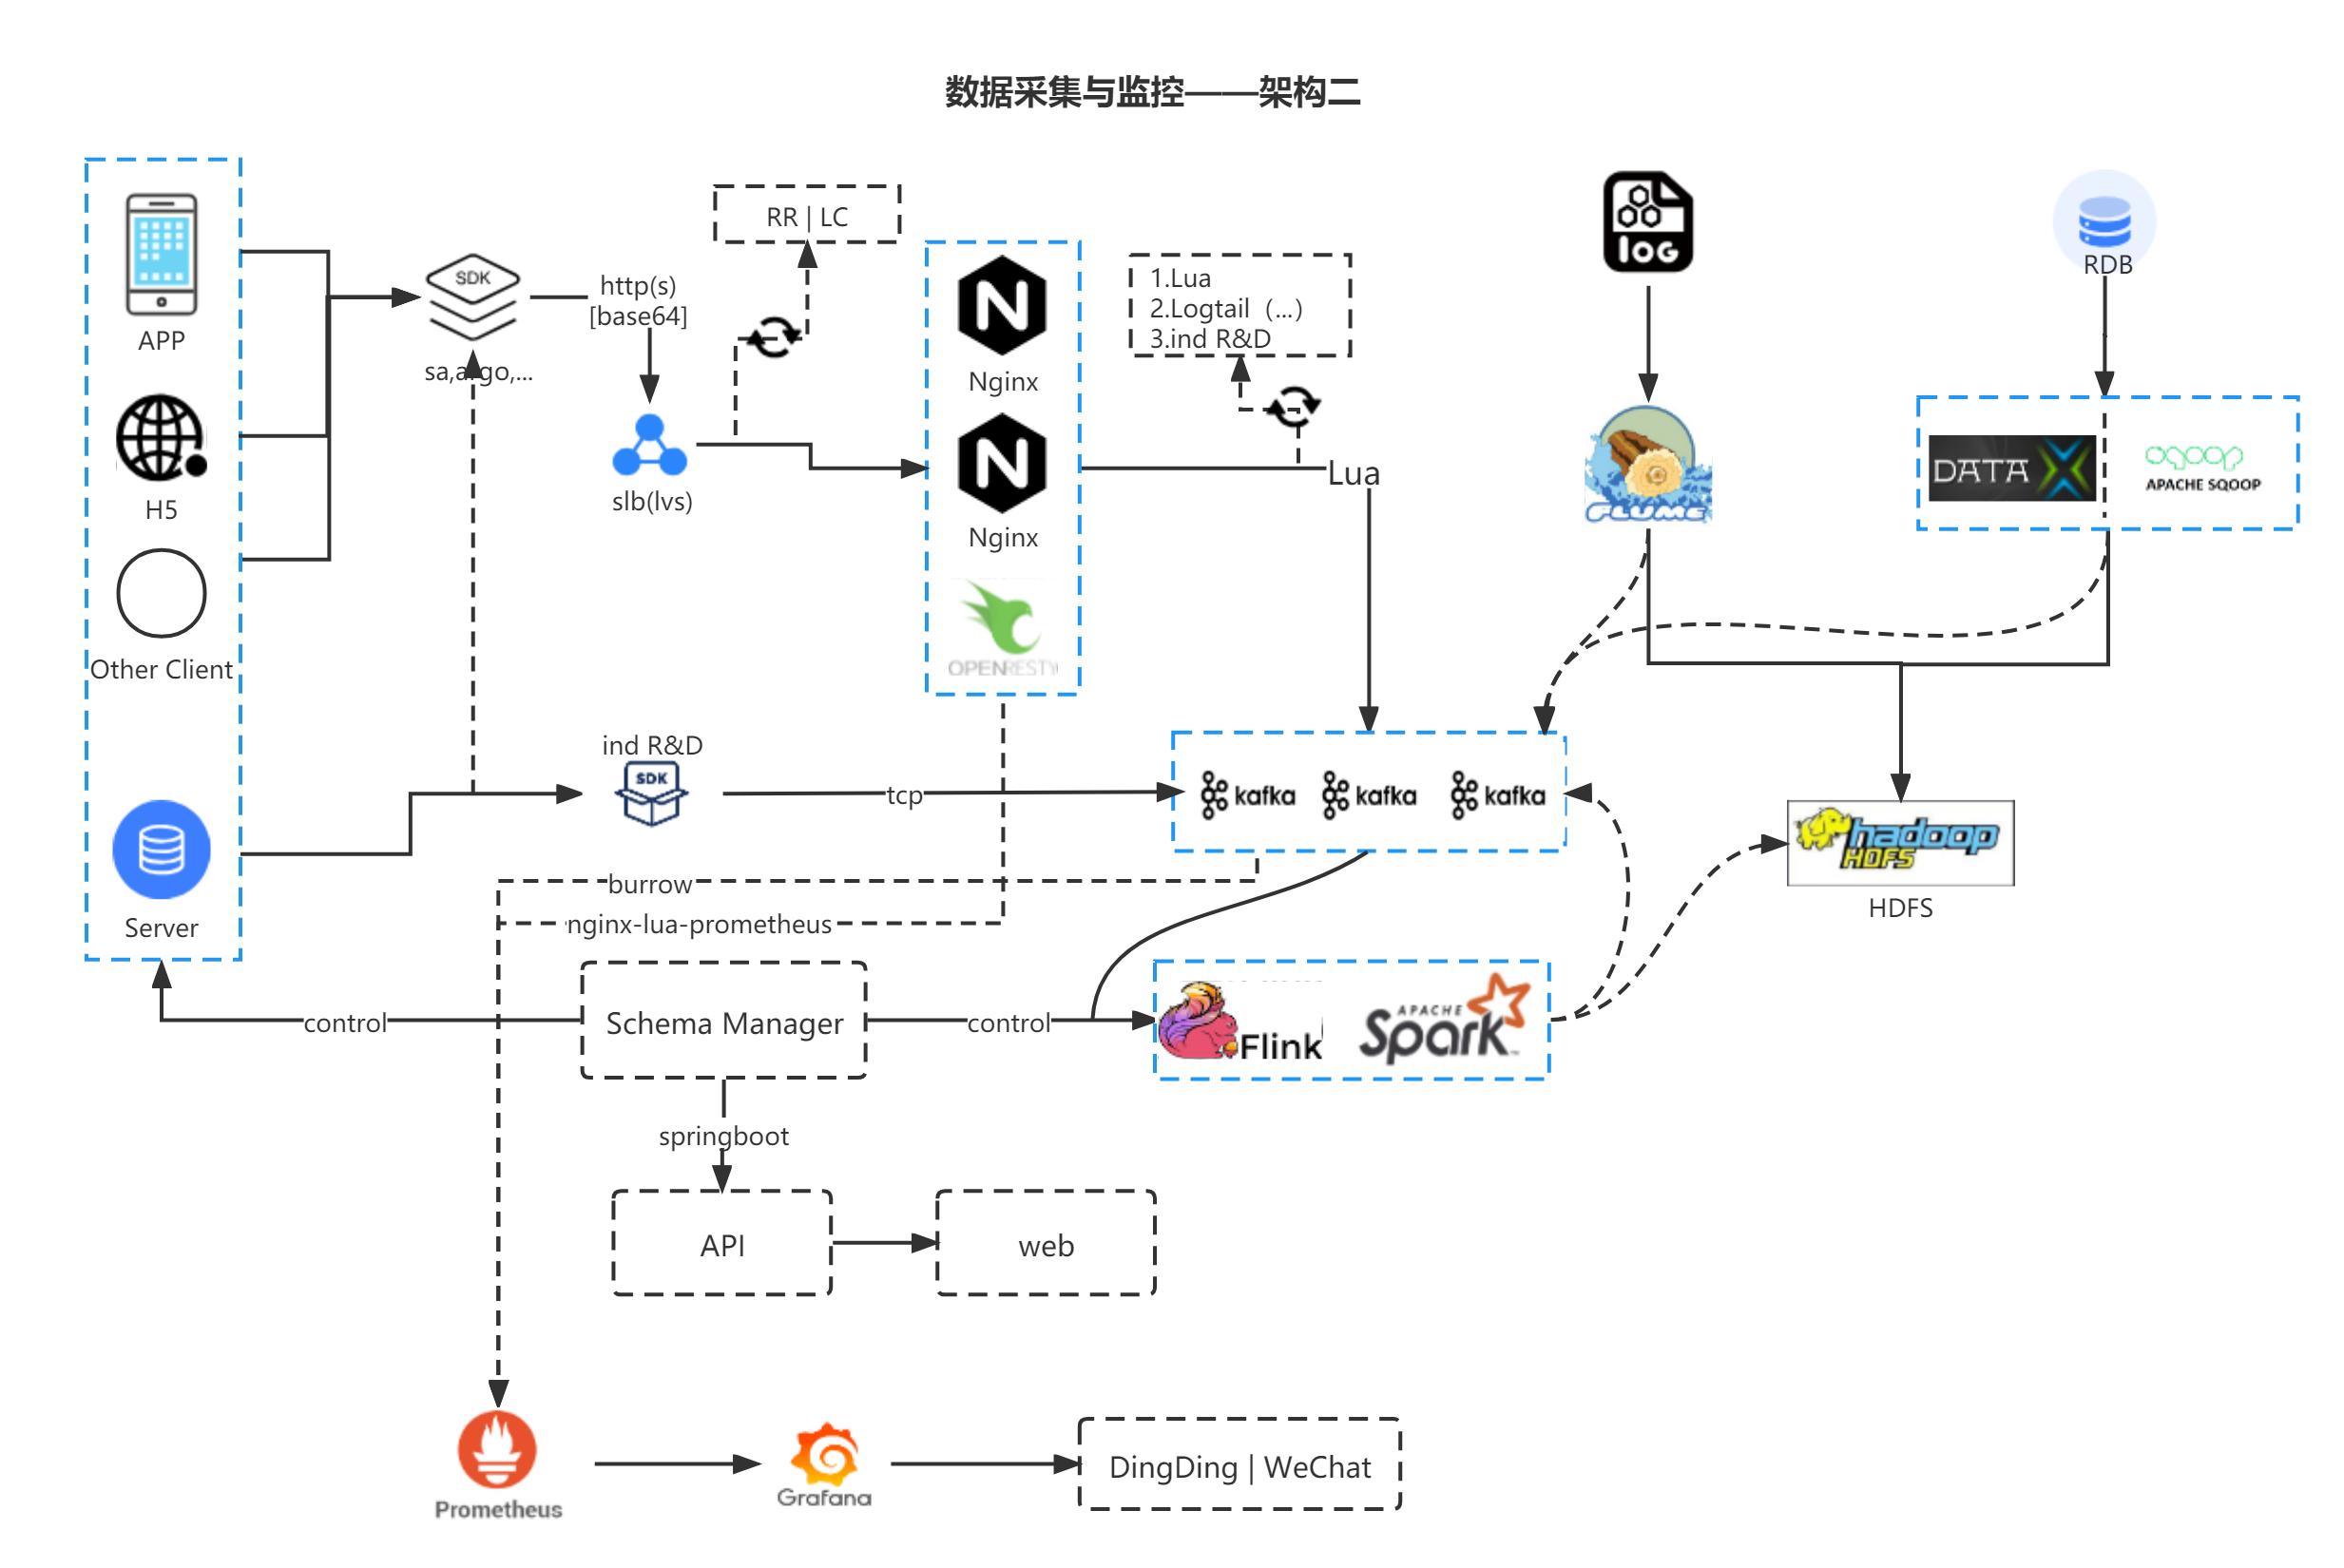 数据采集与监控——架构二
APP
H5
Other Client
Server
SDK
sa,argo,...
http(s)
[base64]
slb(lvs)
RR | LC
Nginx
Nginx
OPENRESTY
1.Lua
2.Logtail（...）
3.ind R&D
Lua
LOG
FLUME
RDB
DATA X
sqoop
APACHE SQOOP
ind R&D
SDK
tcp
kafka
kafka
kafka
hadoop
HDFS
HDFS
burrow
nginx-lua-prometheus
control
Schema Manager
control
Flink
APACHE
Spark
springboot
API
web
Prometheus
Grafana
DingDing | WeChat